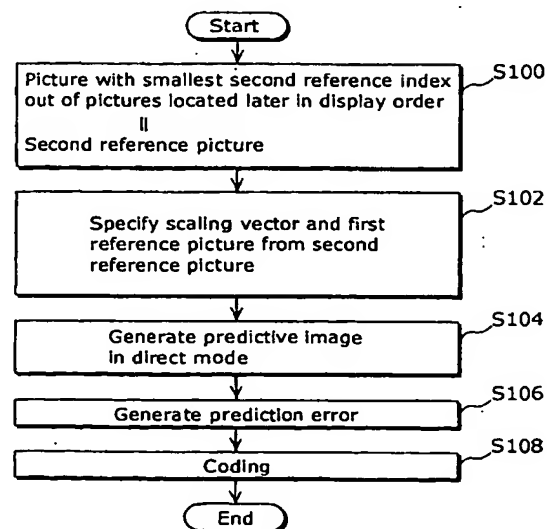 Start
Picture with smallest second reference index
out of pictures located later in display order
||
Second reference picture
S100
Specify scaling vector and first
reference picture from second
reference picture
S102
Generate predictive image
in direct mode
S104
Generate prediction error
S106
Coding
S108
End